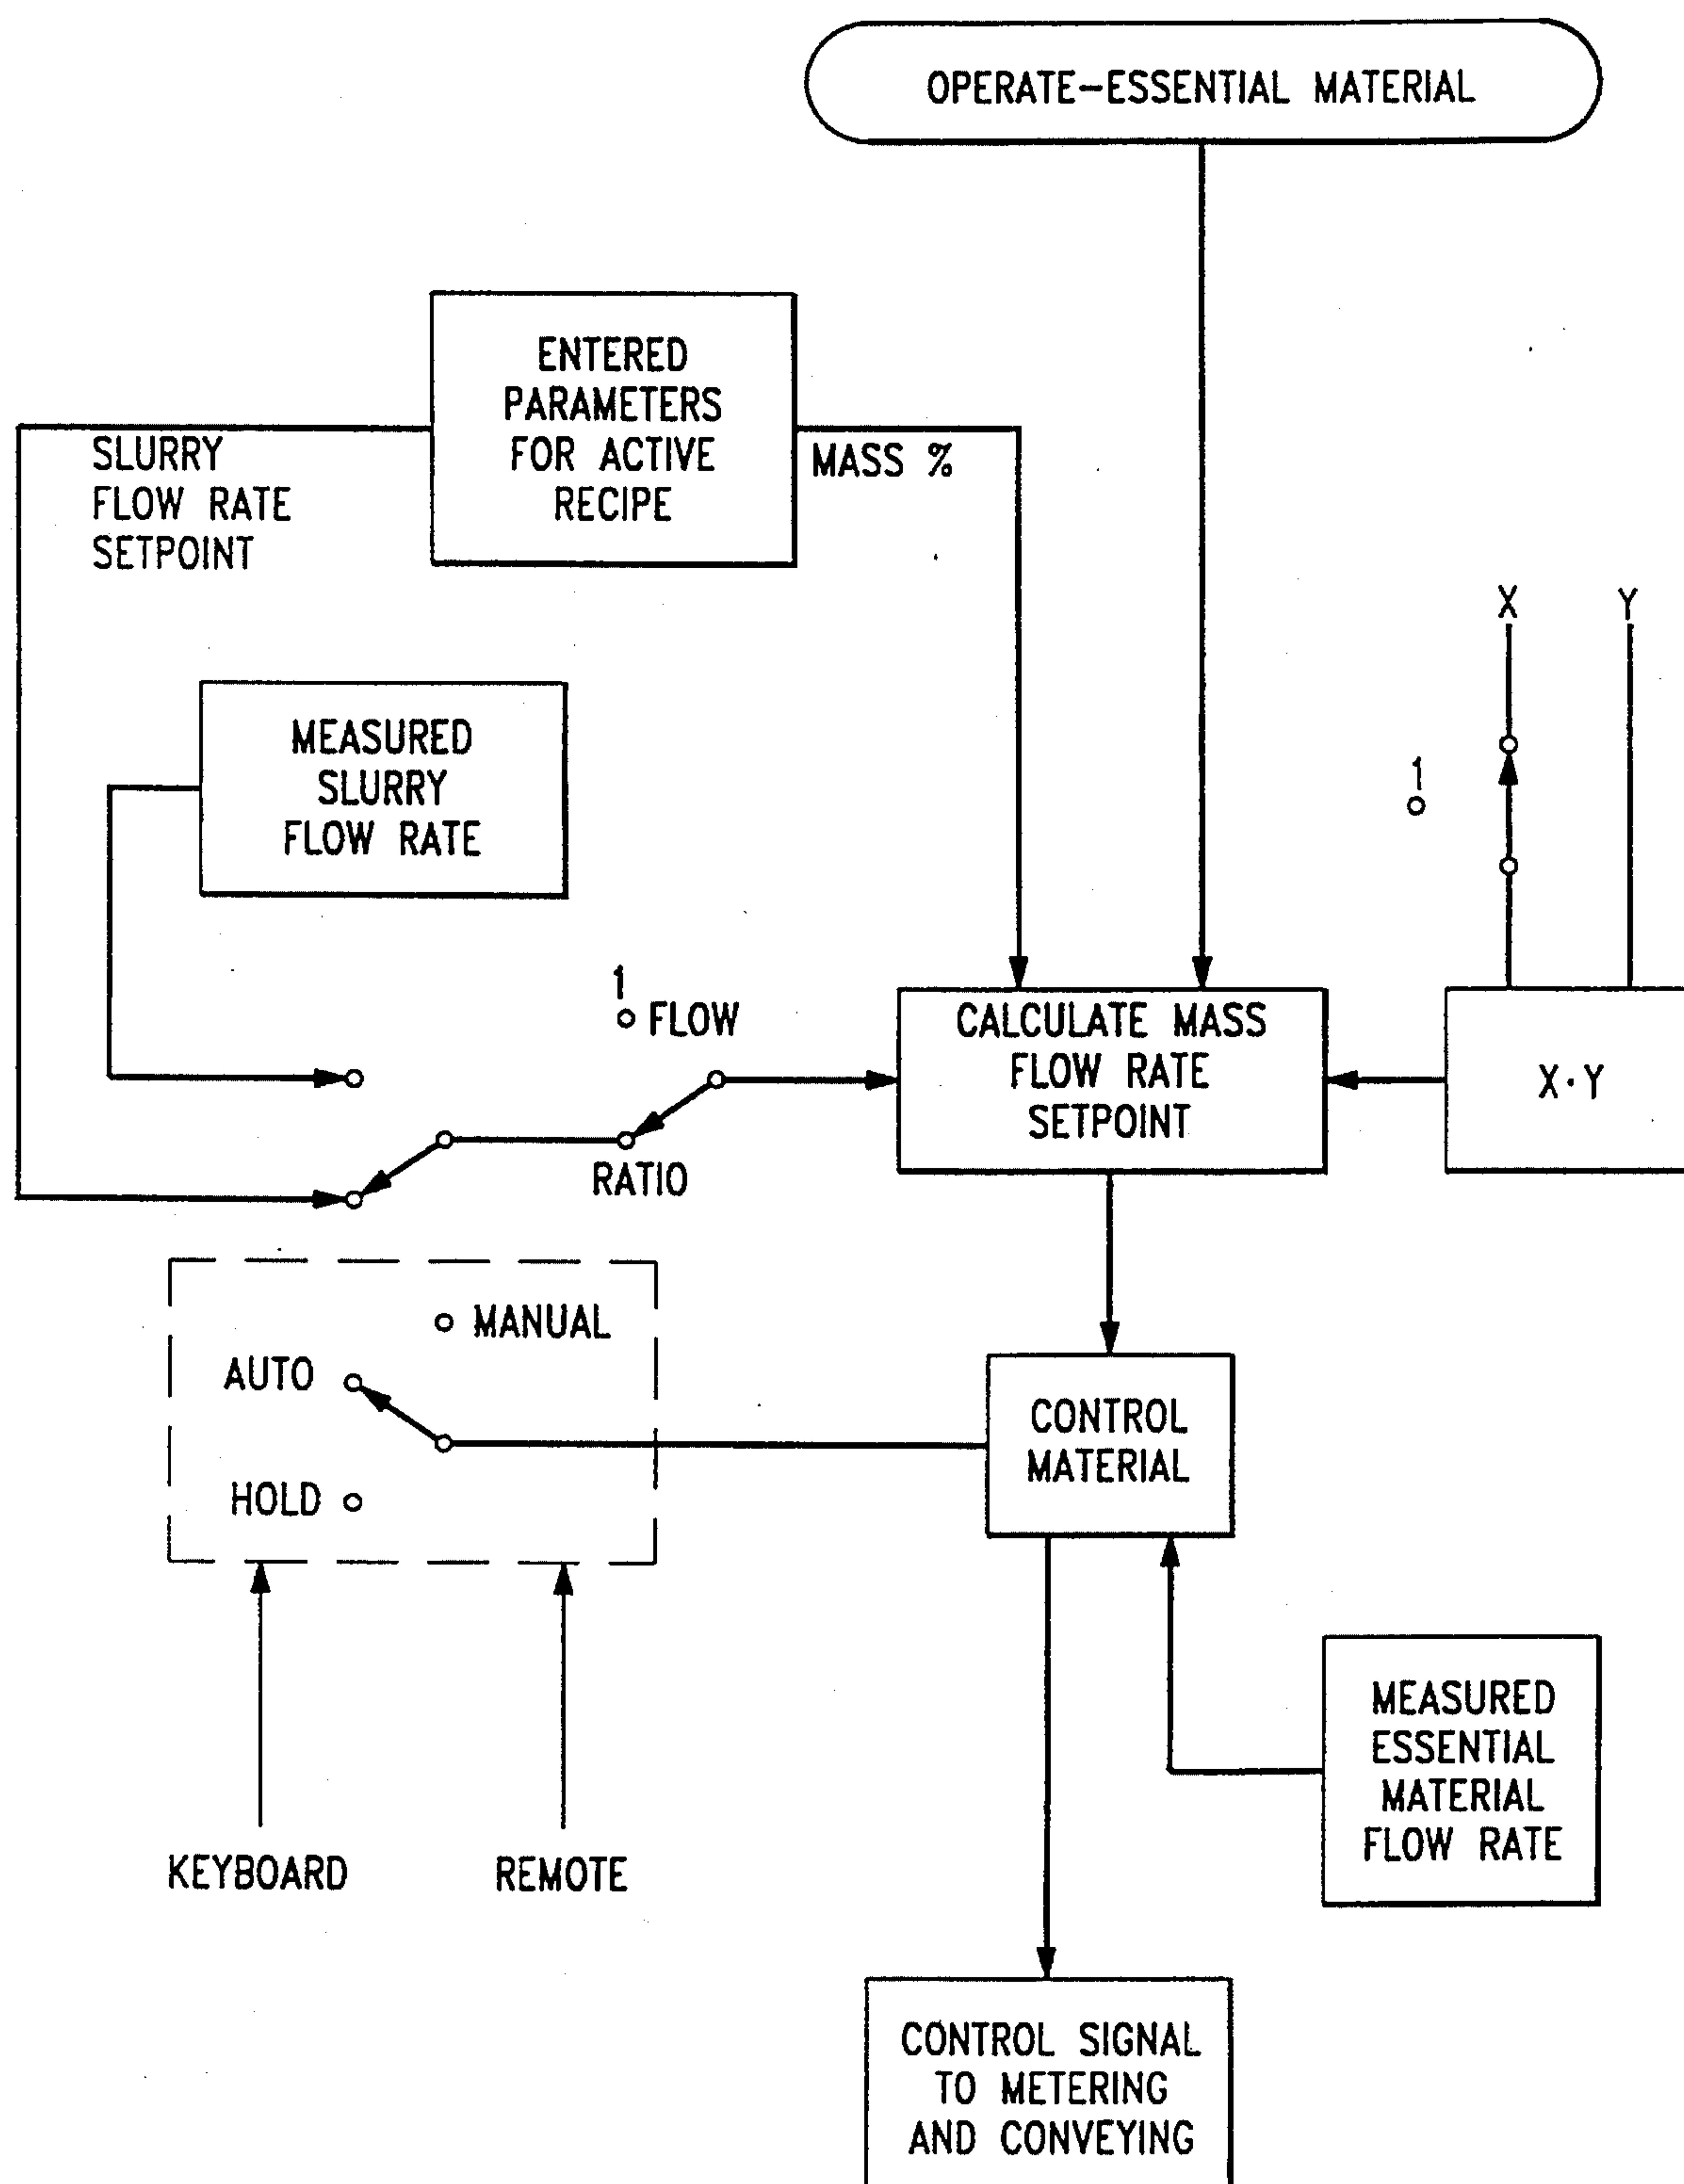 OPERATE-ESSENTIAL MATERIAL
ENTERED
PARAMETERS
FOR ACTIVE
RECIPE
SLURRY
FLOW RATE
SETPOINT
MASS %
X
Y
MEASURED
SLURRY
FLOW RATE
1
1
FLOW
CALCULATE MASS
FLOW RATE
SETPOINT
X·Y
RATIO
MANUAL
AUTO
HOLD
CONTROL
MATERIAL
KEYBOARD
REMOTE
MEASURED
ESSENTIAL
MATERIAL
FLOW RATE
CONTROL SIGNAL
TO METERING
AND CONVEYING